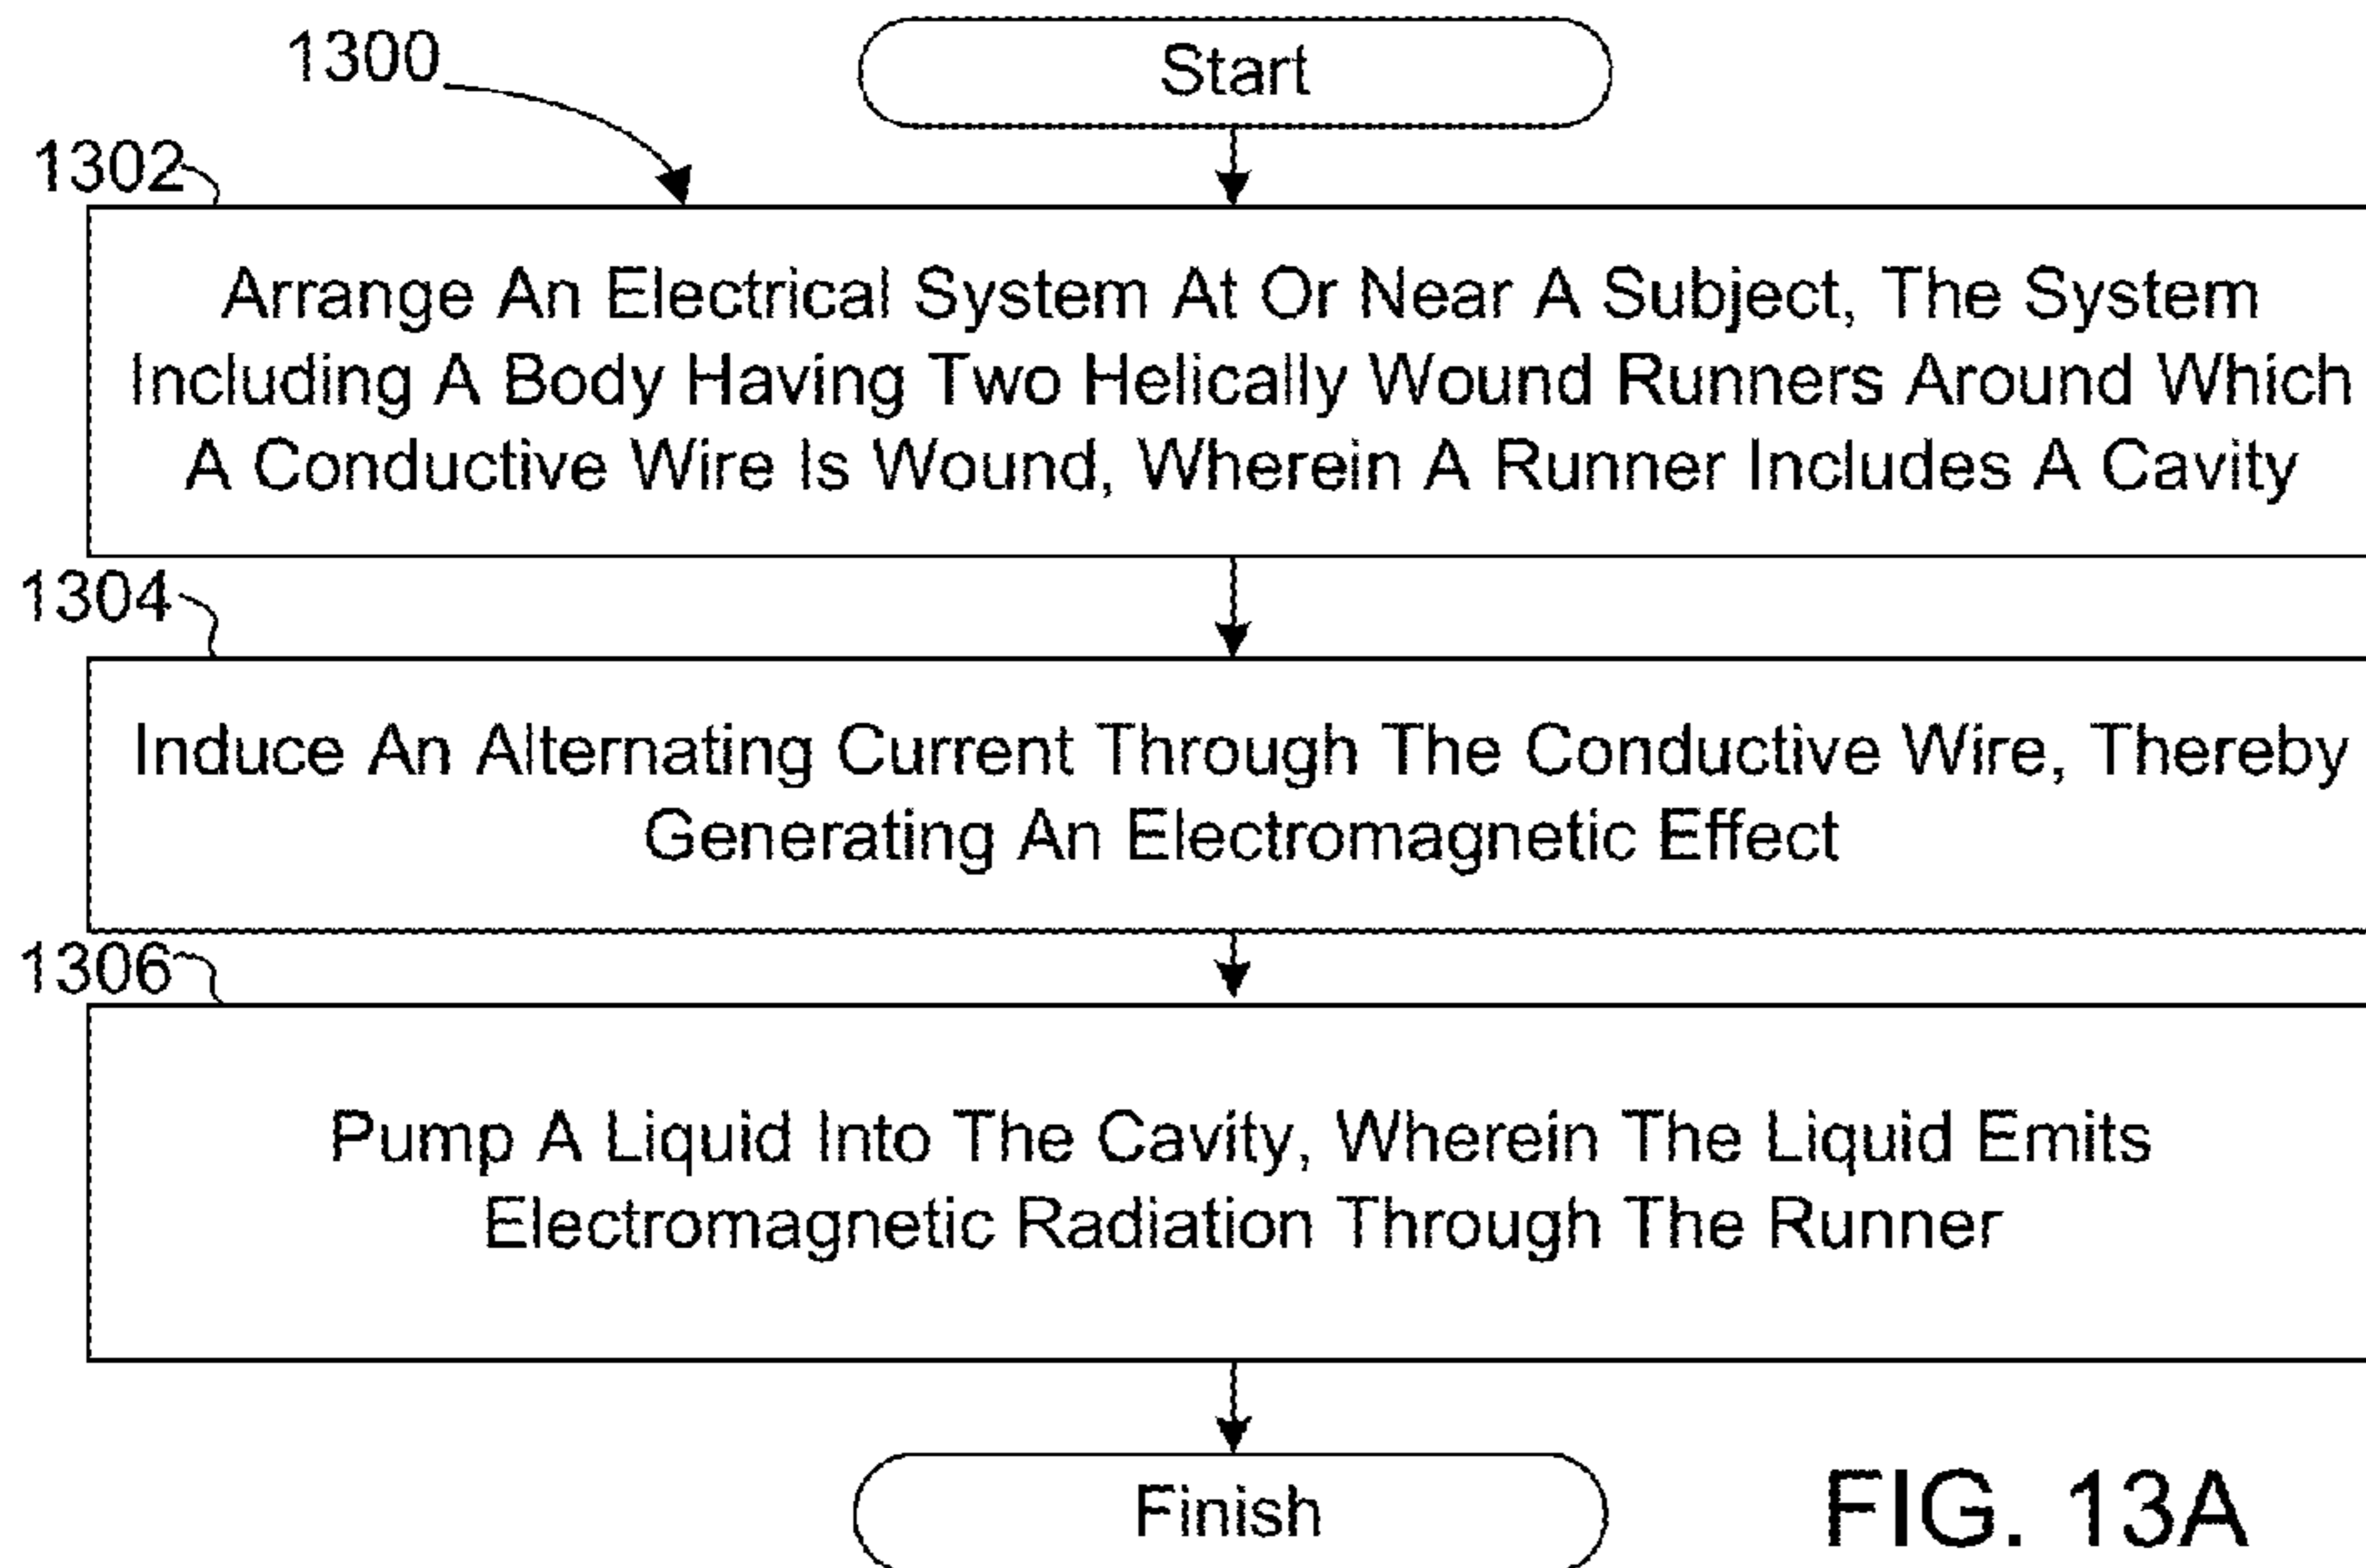 1300
Start
1302
Arrange An Electrical System At Or Near A Subject, The System
Including A Body Having Two Helically Wound Runners Around Which
A Conductive Wire Is Wound, Wherein A Runner Includes A Cavity
1304
Induce An Alternating Current Through The Conductive Wire, Thereby
Generating An Electromagnetic Effect
1306
Pump A Liquid Into The Cavity, Wherein The Liquid Emits
Electromagnetic Radiation Through The Runner
Finish
FIG. 13A